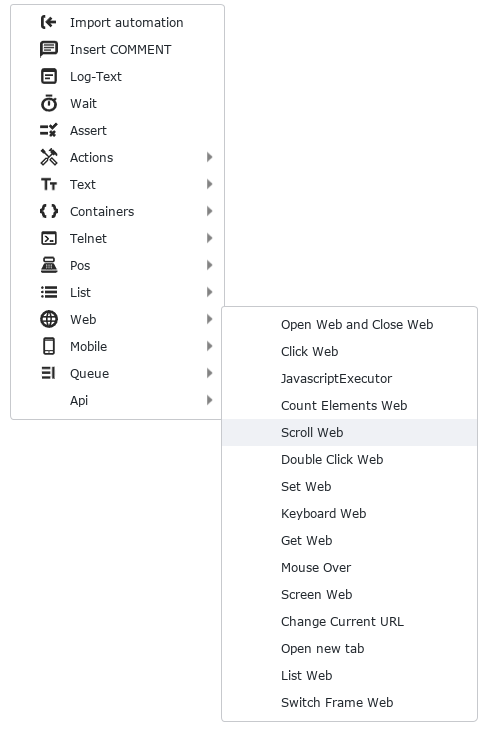 Import automation
Insert COMMENT
Log-Text
Wait
Assert
Actions
Text
Containers
Telnet
Pos
List
Web
Mobile
Queue
Api
Open Web and Close Web
Click Web
JavascriptExecutor
Count Elements Web
Scroll Web
Double Click Web
Set Web
Keyboard Web
Get Web
Mouse Over
Screen Web
Change Current URL
Open new tab
List Web
Switch Frame Web